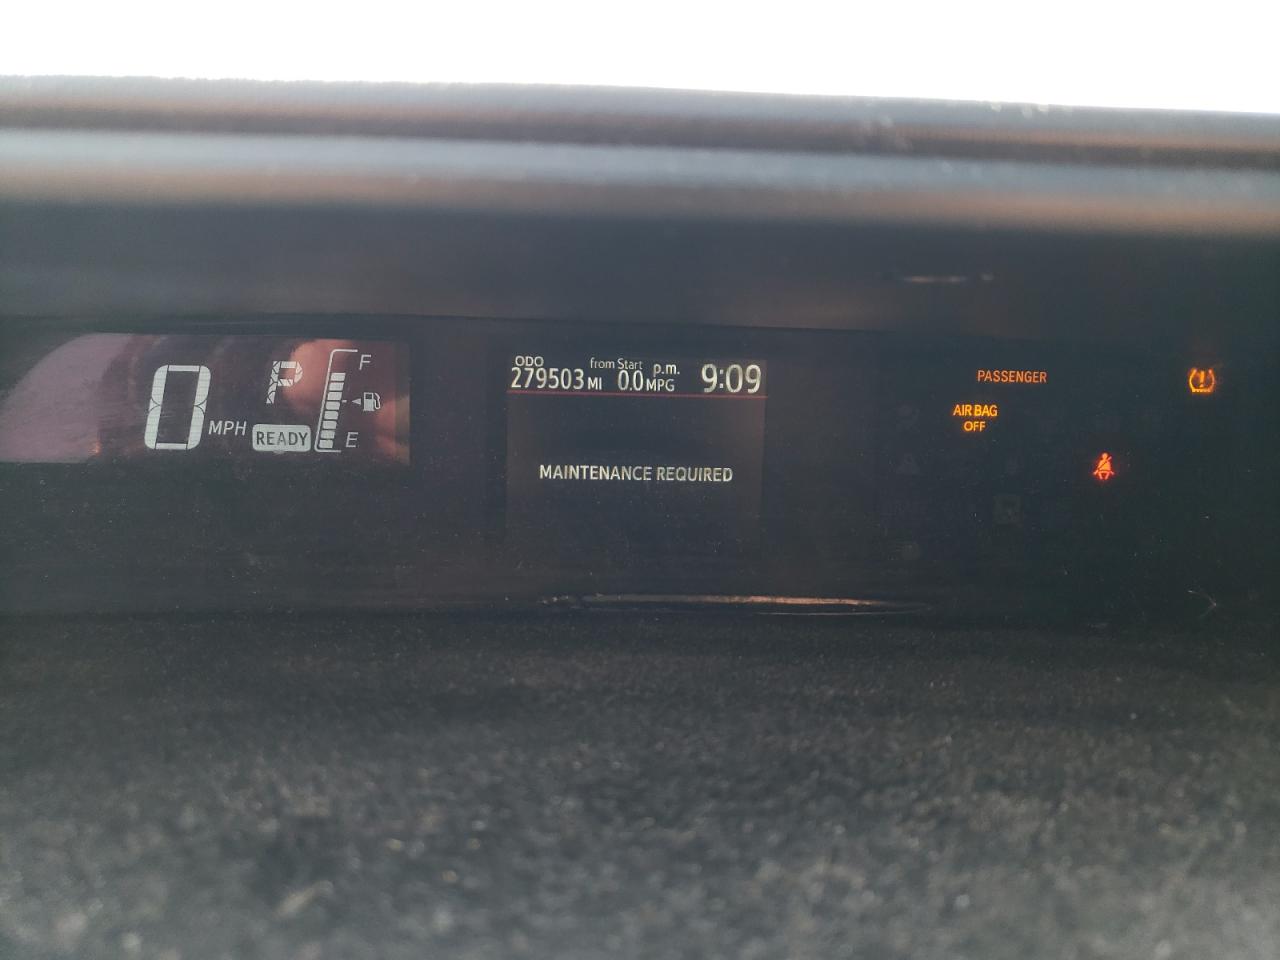 0 MPH
P
READY
F
E
ODO
279503 MI
from Start
0.0 MPG
p.m. 9:09
MAINTENANCE REQUIRED
PASSENGER
AIR BAG
OFF